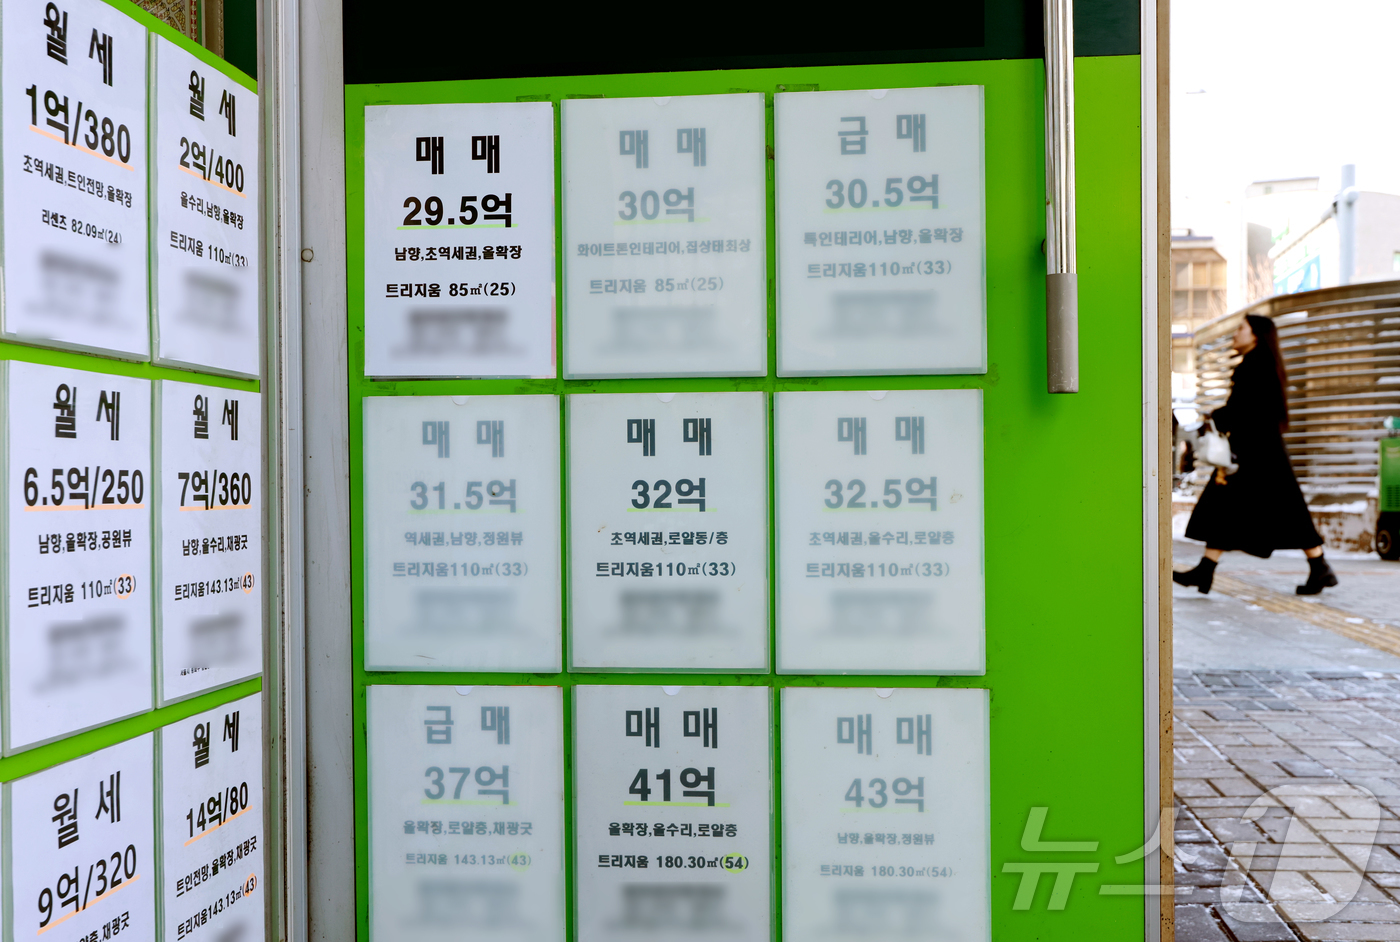 월 세
1억/380
초역세권,트인전망,올확장
리센츠 82.09㎡(24)
월 세
2억/400
올수리,남향,올확장
트리지움 110㎡(33)
월 세
6.5억/250
남향,올확장,공원뷰
트리지움 110㎡(33)
월 세
7억/360
남향,올수리,채광굿
트리지움143.13㎡(43)
월 세
9억/320
월 세
14억/80
트인전망,올확장,채광굿
트리지움143.13㎡(43)
매 매
29.5억
남향,초역세권,올확장
트리지움 85㎡(25)
매 매
30억
화이트톤인테리어,집상태최상
트리지움 85㎡(25)
급 매
30.5억
특인테리어,남향,올확장
트리지움110㎡(33)
매 매
31.5억
역세권,남향,정원뷰
트리지움110㎡(33)
매 매
32억
초역세권,로얄동/층
트리지움110㎡(33)
매 매
32.5억
초역세권,올수리,로얄층
트리지움110㎡(33)
급 매
37억
올확장,로얄층,채광굿
트리지움 143.13㎡(43)
매 매
41억
올확장,올수리,로얄층
트리지움 180.30㎡(54)
매 매
43억
남향,올확장,정원뷰
트리지움 180.30㎡(54)
뉴스1